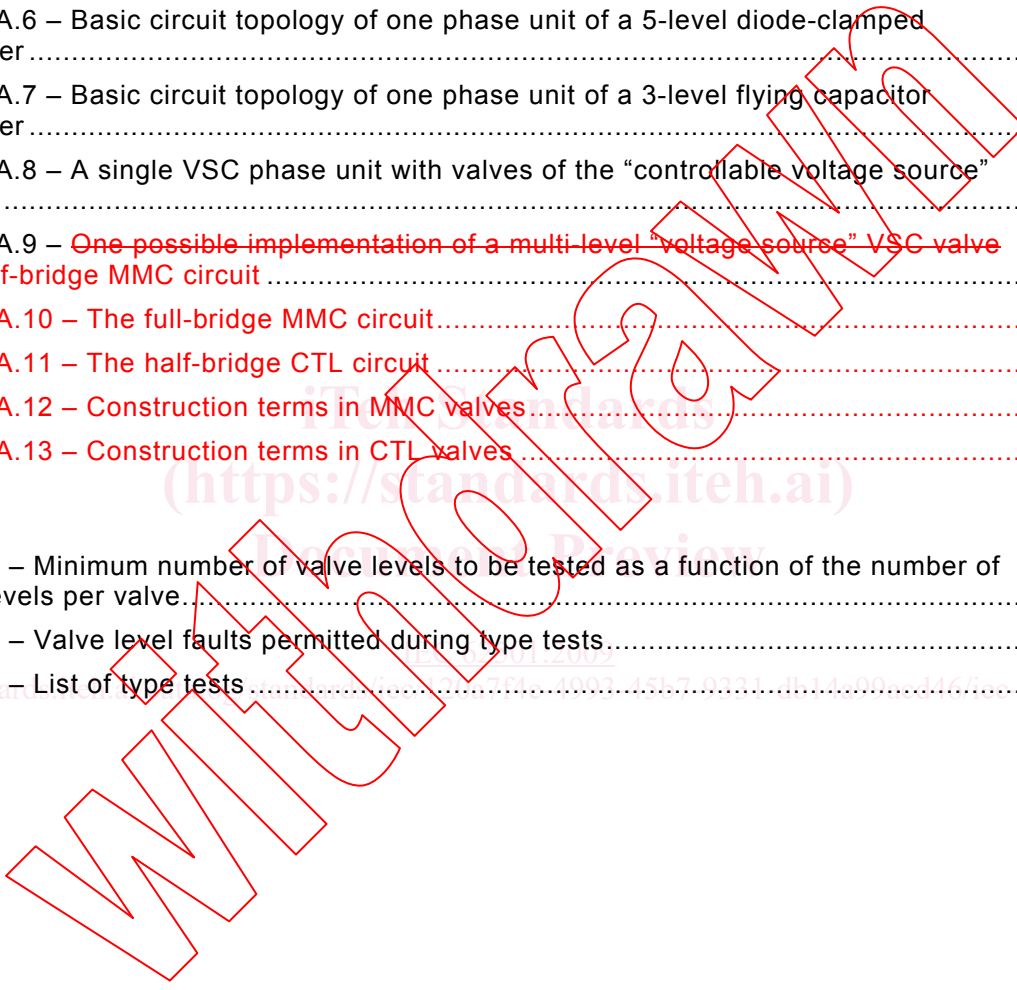 A.6 – Basic circuit topology of one phase unit of a 5-level diode-clamped
er ...............................................................................................................
A.7 – Basic circuit topology of one phase unit of a 3-level flying capacitor
er ...............................................................................................................
A.8 – A single VSC phase unit with valves of the “controllable voltage source”
...............................................................................................................
A.9 – One possible implementation of a multi-level “voltage source” VSC valve
f-bridge MMC circuit ...............................................................................
A.10 – The full-bridge MMC circuit...............................................................
A.11 – The half-bridge CTL circuit ...............................................................
A.12 – Construction terms in MMC valves....................................................
A.13 – Construction terms in CTL valves .....................................................
iTeh Standards
(https://standards.iteh.ai)
Document Preview
– Minimum number of valve levels to be tested as a function of the number of
evels per valve.........................................................................................
– Valve level faults permitted during type tests..........................................
– List of type tests ...................................................................................
withdrawn